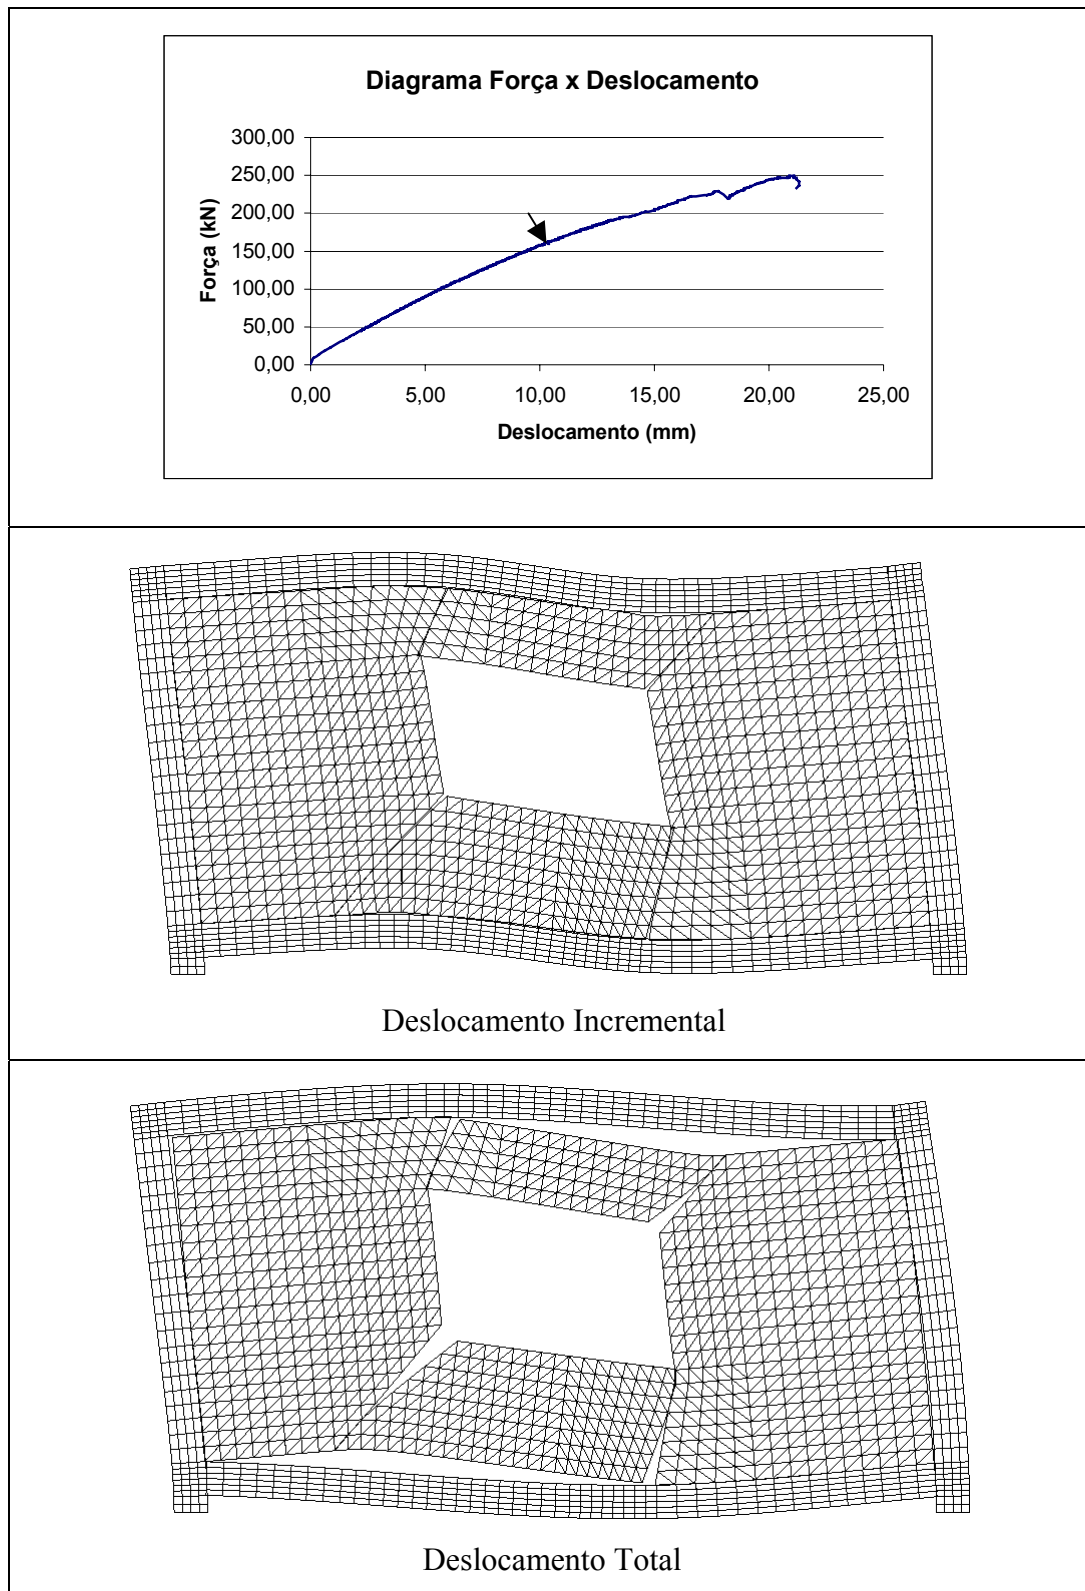 Diagrama Força x Deslocamento
300,00
250,00
200,00
150,00
100,00
50,00
0,00
Força (kN)
0,00 5,00 10,00 15,00 20,00 25,00
Deslocamento (mm)
Deslocamento Incremental
Deslocamento Total